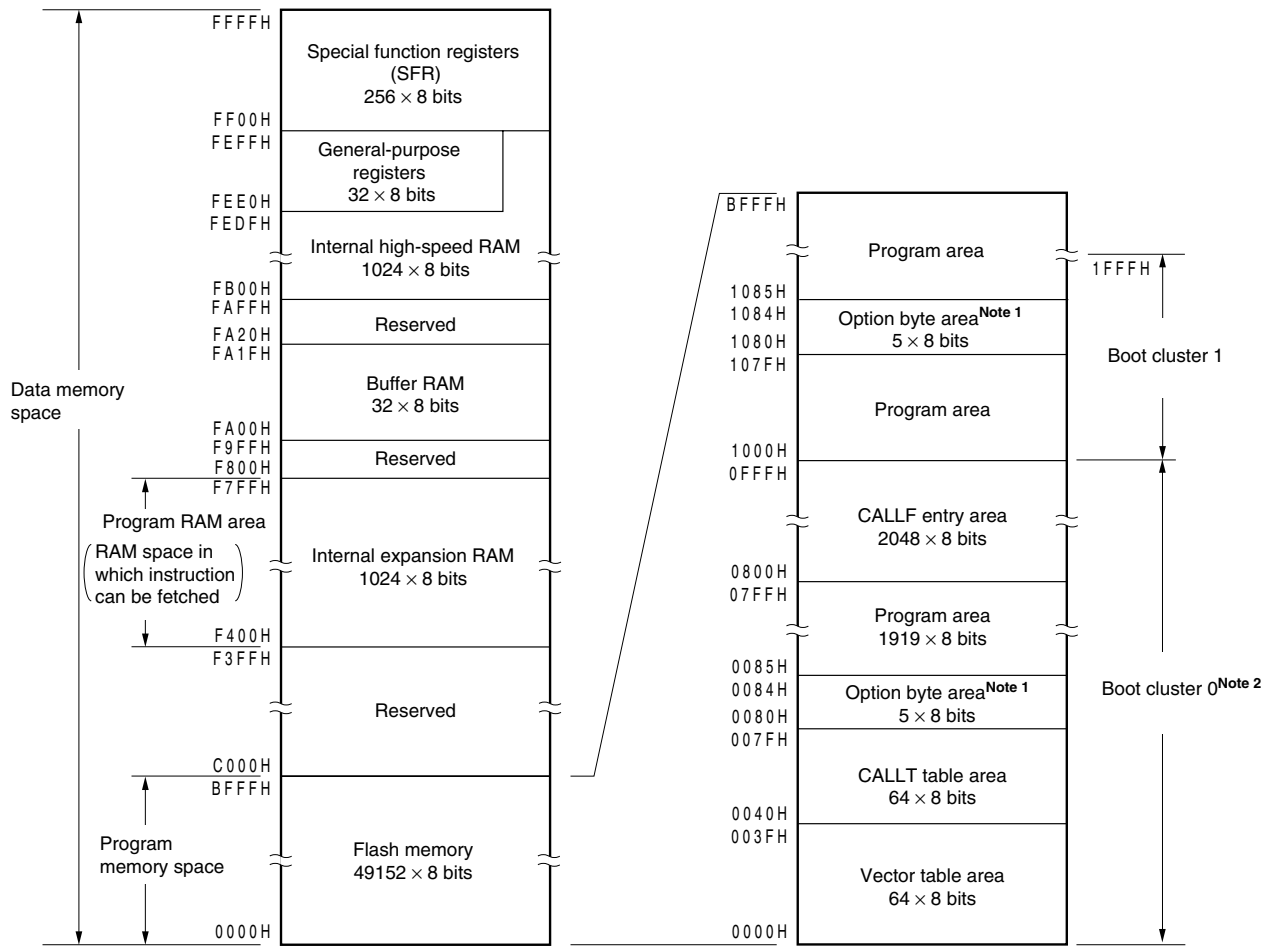 FFFFH
Special function registers
(SFR)
256 × 8 bits
FF00H
FEFFH
General-purpose
registers
32 × 8 bits
FEE0H
FEDFH
Internal high-speed RAM
1024 × 8 bits
FB00H
FAFFH
Reserved
FA20H
FA1FH
Buffer RAM
32 × 8 bits
FA00H
F9FFH
Reserved
F800H
F7FFH
Internal expansion RAM
1024 × 8 bits
F400H
F3FFH
Reserved
C000H
BFFFH
Flash memory
49152 × 8 bits
0000H
Data memory
space
Program RAM area
RAM space in
which instruction
can be fetched
Program
memory space
BFFFH
Program area
1FFFH
1085H
1084H
Option byte area Note 1
5 × 8 bits
1080H
107FH
Boot cluster 1
Program area
1000H
0FFFH
CALLF entry area
2048 × 8 bits
0800H
07FFH
Program area
1919 × 8 bits
0085H
0084H
Option byte area Note 1
5 × 8 bits
Boot cluster 0 Note 2
0080H
007FH
CALLT table area
64 × 8 bits
0040H
003FH
Vector table area
64 × 8 bits
0000H